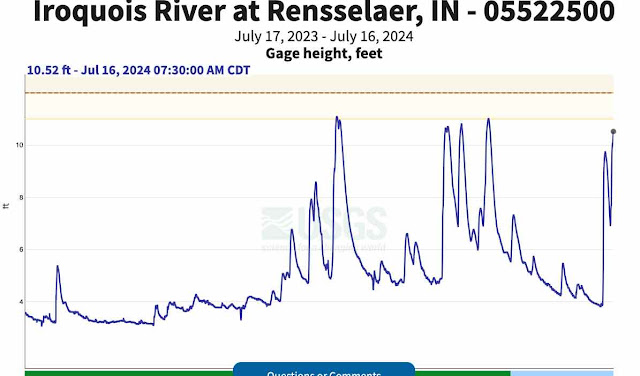 Iroquois River at Rensselaer, IN - 05522500
July 17, 2023 - July 16, 2024
Gage height, feet
10.52 ft - Jul 16, 2024 07:30:00 AM CDT
10
8
6
4
ft
USGS
Questions or Comments